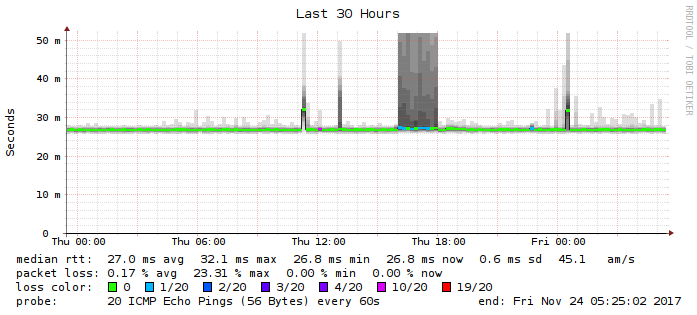 Last 30 Hours
RRDTOOL / TOBI OETIKER
Seconds
50 m
40 m
30 m
20 m
10 m
0
Thu 00:00 Thu 06:00 Thu 12:00 Thu 18:00 Fri 00:00
median rtt: 27.0 ms avg 32.1 ms max 26.8 ms min 26.8 ms now 0.6 ms sd 45.1 am/s
packet loss: 0.17 % avg 23.31 % max 0.00 % min 0.00 % now
loss color: 0 1/20 2/20 3/20 4/20 10/20 19/20
probe: 20 ICMP Echo Pings (56 Bytes) every 60s end: Fri Nov 24 05:25:02 2017